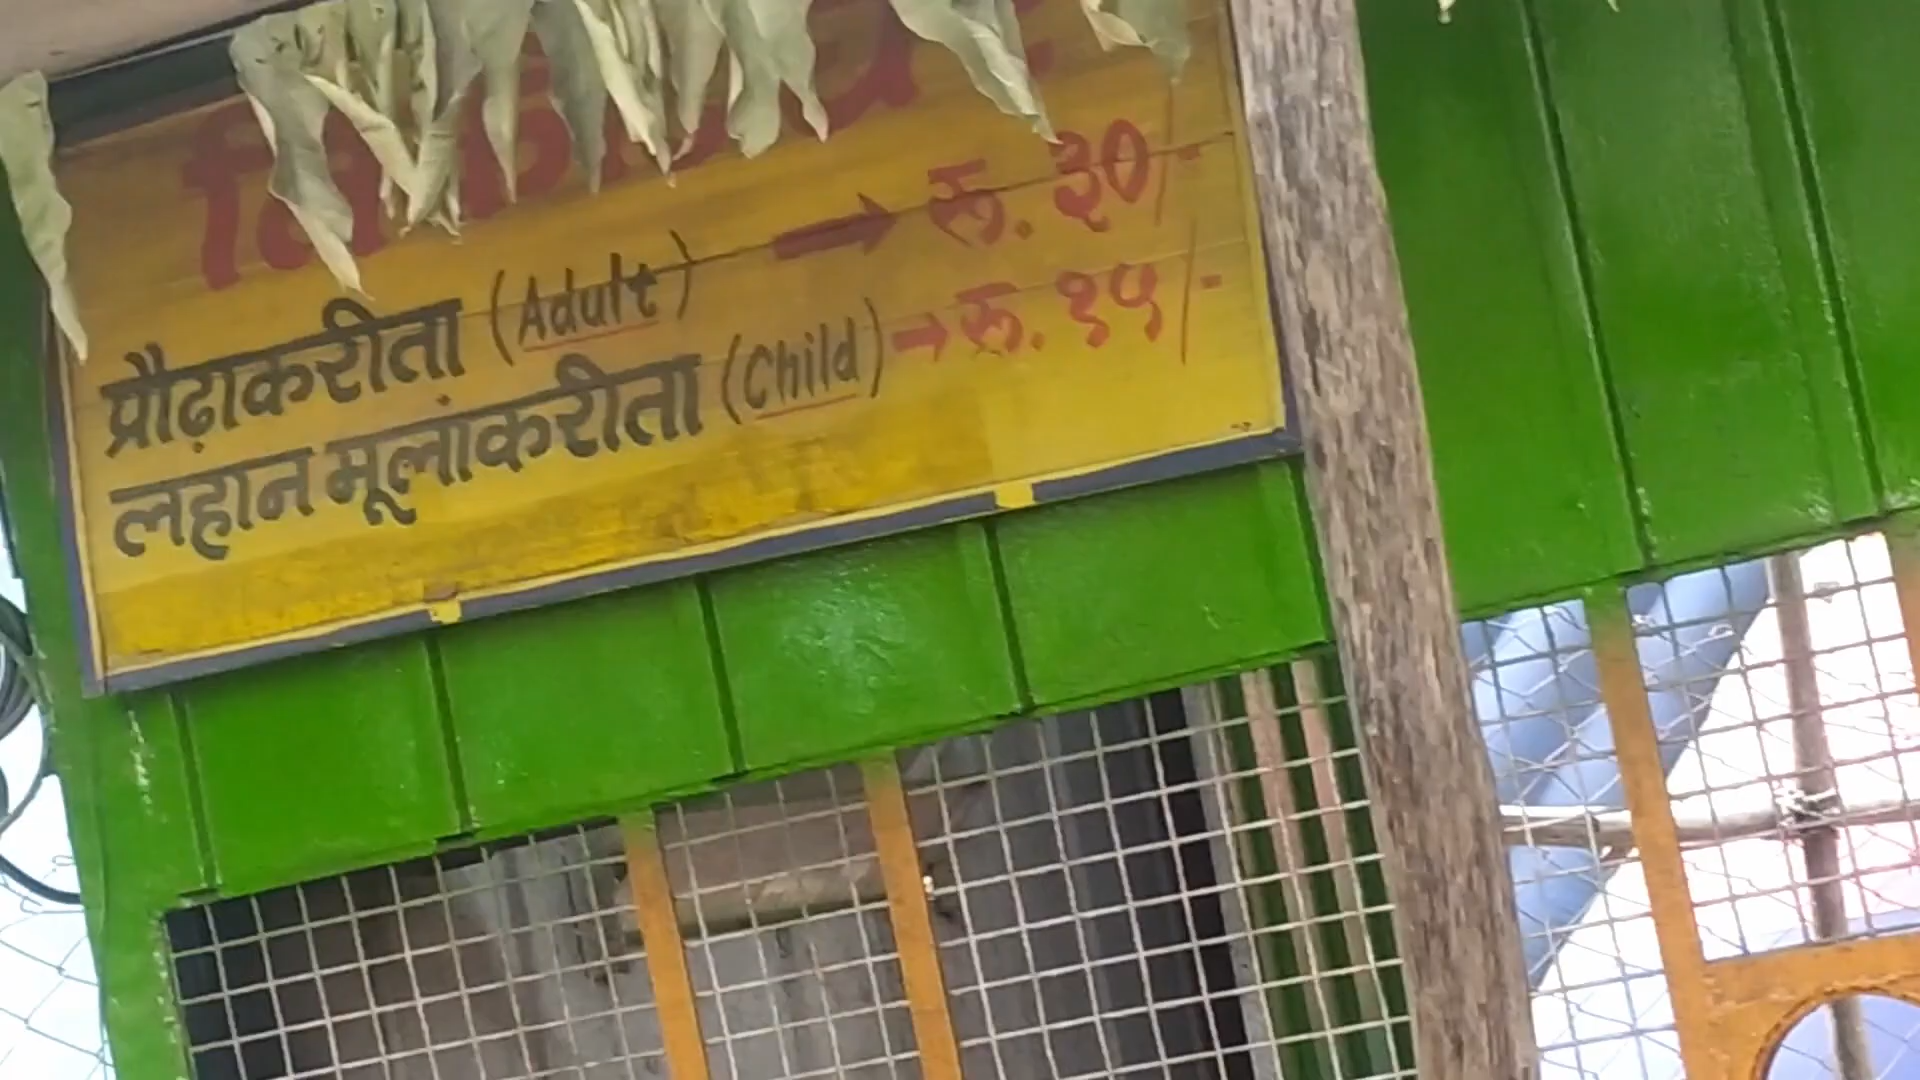 प्रौढ़ाकरीता (Adult) → रू. ३०/-
लहान मूलांकरीता (Child) → रू. १५/-